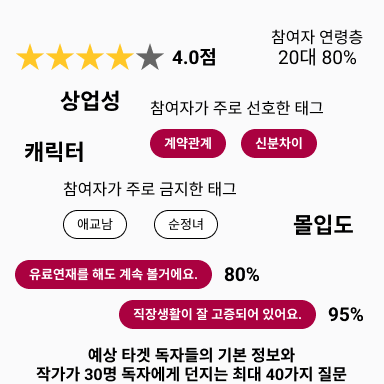 4.0점
참여자 연령층
20대 80%
상업성
참여자가 주로 선호한 태그
계약관계
신분차이
캐릭터
참여자가 주로 금지한 태그
애교남
순정녀
몰입도
유료연재를 해도 계속 볼거에요.
80%
직장생활이 잘 고증되어 있어요.
95%
예상 타겟 독자들의 기본 정보와
작가가 30명 독자에게 던지는 최대 40가지 질문